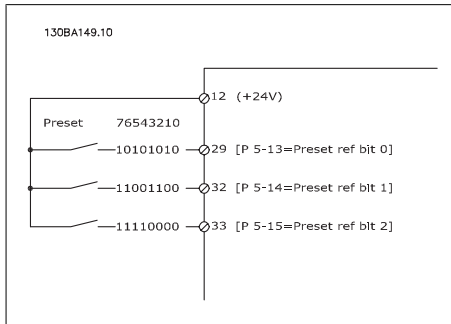 130BA149.10
12 (+24V)
Preset 76543210
10101010 29 [P 5-13=Preset ref bit 0]
11001100 32 [P 5-14=Preset ref bit 1]
11110000 33 [P 5-15=Preset ref bit 2]